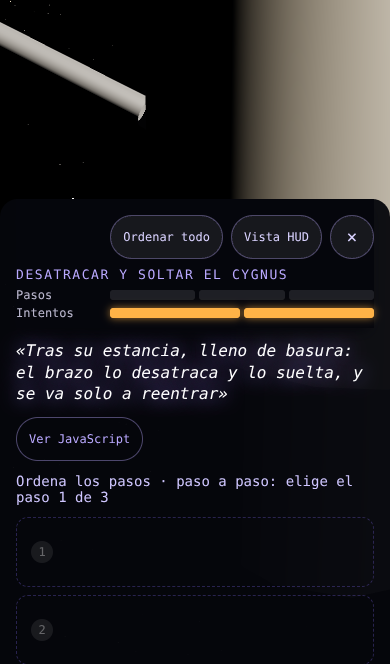 Ordenar todo
Vista HUD
×
DESATRACAR Y SOLTAR EL CYGNUS
Pasos
Intentos
«Tras su estancia, lleno de basura:
el brazo lo desatraca y lo suelta, y
se va solo a reentrar»
Ver JavaScript
Ordena los pasos · paso a paso: elige el
paso 1 de 3
1
2